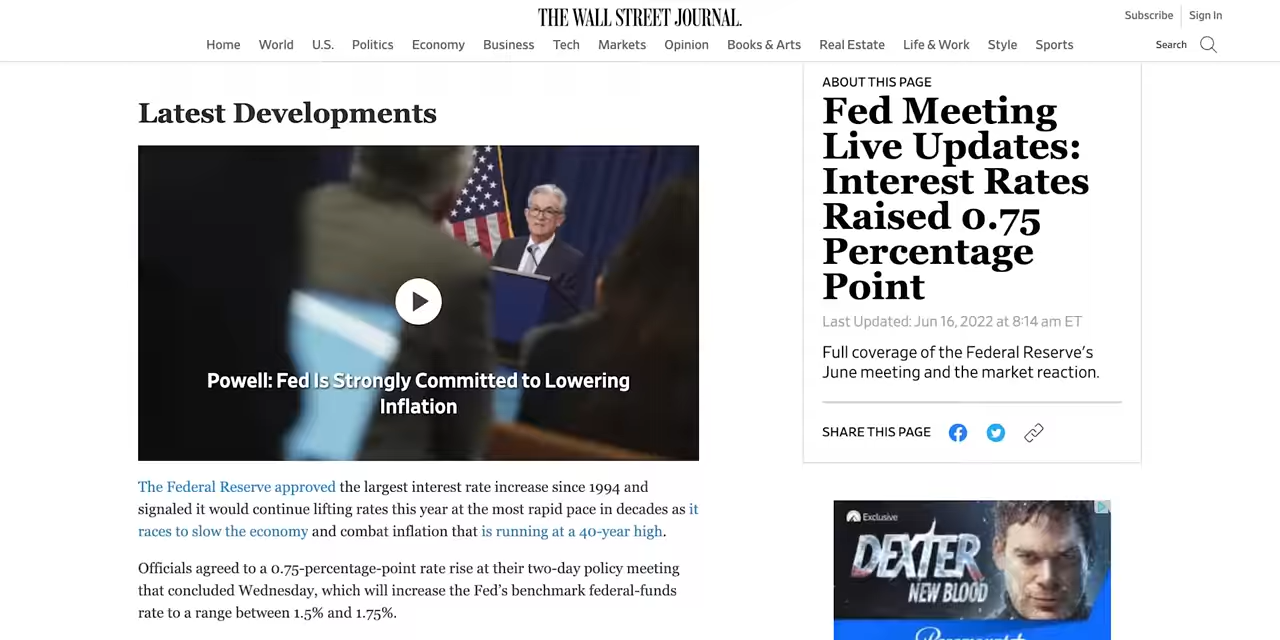 THE WALL STREET JOURNAL.
Subscribe Sign In
Home World U.S. Politics Economy Business Tech Markets Opinion Books & Arts Real Estate Life & Work Style Sports Search
Latest Developments
Powell: Fed Is Strongly Committed to Lowering
Inflation
The Federal Reserve approved the largest interest rate increase since 1994 and
signaled it would continue lifting rates this year at the most rapid pace in decades as it
races to slow the economy and combat inflation that is running at a 40-year high.
Officials agreed to a 0.75-percentage-point rate rise at their two-day policy meeting
that concluded Wednesday, which will increase the Fed’s benchmark federal-funds
rate to a range between 1.5% and 1.75%.
ABOUT THIS PAGE
Fed Meeting
Live Updates:
Interest Rates
Raised 0.75
Percentage
Point
Last Updated: Jun 16, 2022 at 8:14 am ET
Full coverage of the Federal Reserve’s
June meeting and the market reaction.
SHARE THIS PAGE
Exclusive
DEXTER
NEW BLOOD